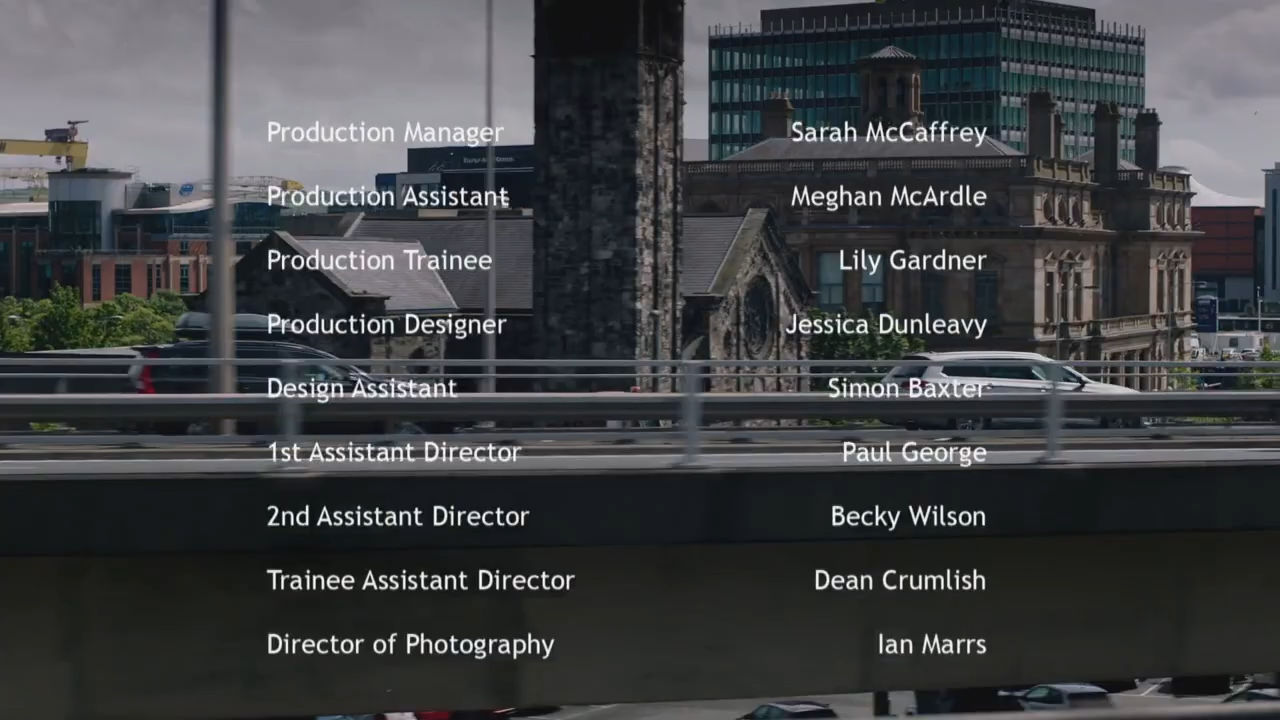 Production Manager Sarah McCaffrey
Production Assistant Meghan McArdle
Production Trainee Lily Gardner
Production Designer Jessica Dunleavy
Design Assistant Simon Baxter
1st Assistant Director Paul George
2nd Assistant Director Becky Wilson
Trainee Assistant Director Dean Crumlish
Director of Photography Ian Marrs